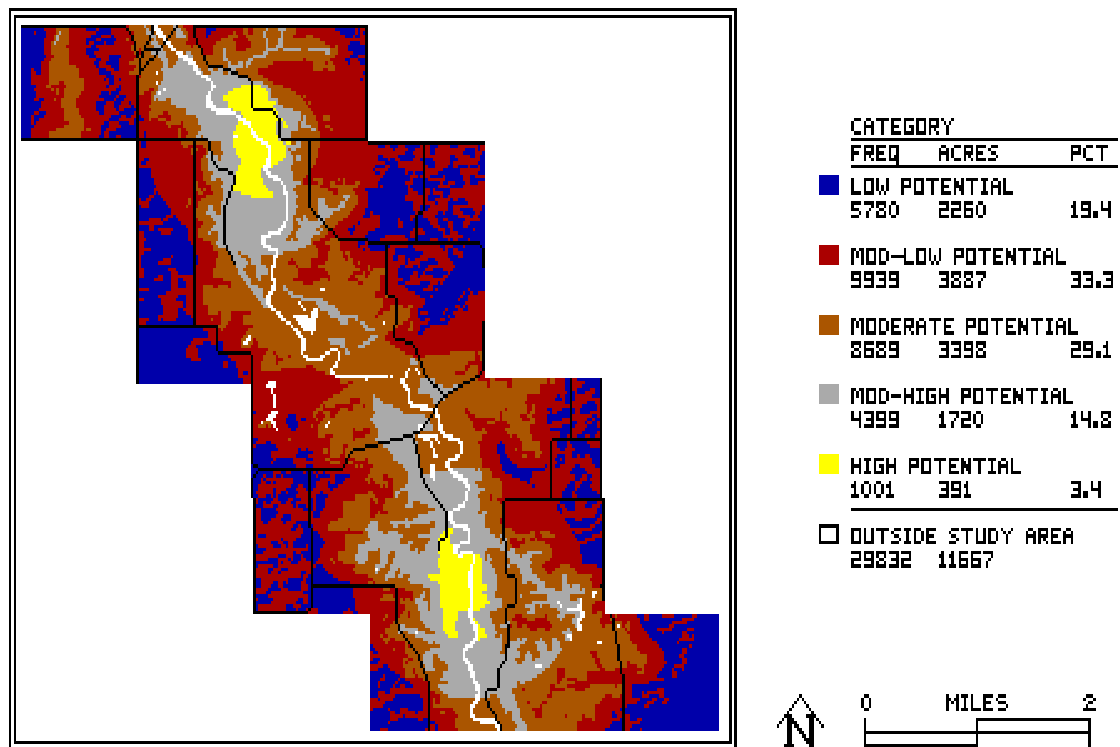 CATEGORY
FREQ ACRES PCT
LOW POTENTIAL
5780 2260 19.4
MOD-LOW POTENTIAL
9939 3887 33.3
MODERATE POTENTIAL
8689 3398 29.1
MOD-HIGH POTENTIAL
4399 1720 14.8
HIGH POTENTIAL
1001 391 3.4
OUTSIDE STUDY AREA
29832 11667
N
0 MILES 2